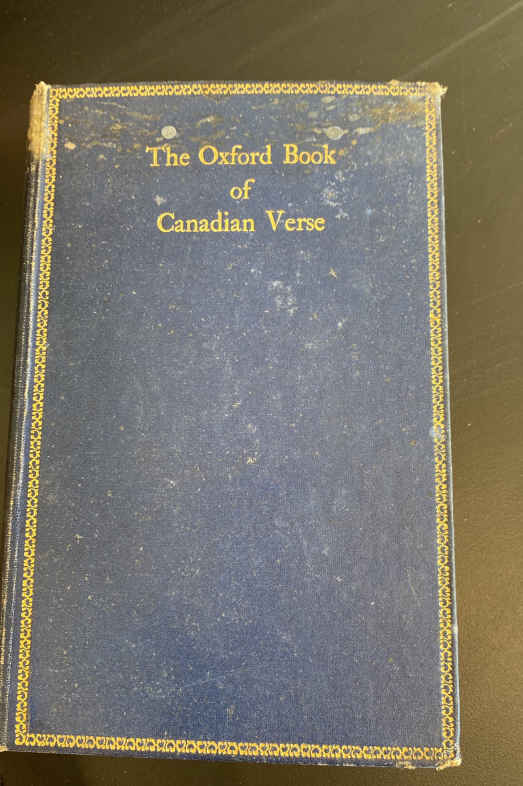 The Oxford Book
of
Canadian Verse